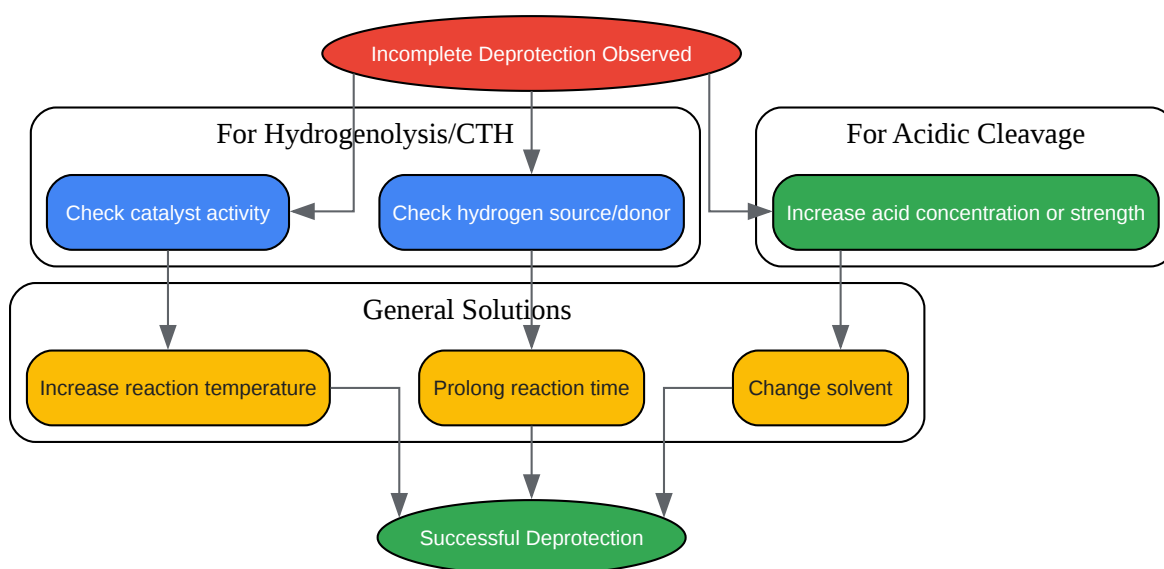 Incomplete Deprotection Observed
For Hydrogenolysis/CTH
For Acidic Cleavage
Check catalyst activity
Check hydrogen source/donor
Increase acid concentration or strength
General Solutions
Increase reaction temperature
Prolong reaction time
Change solvent
Successful Deprotection